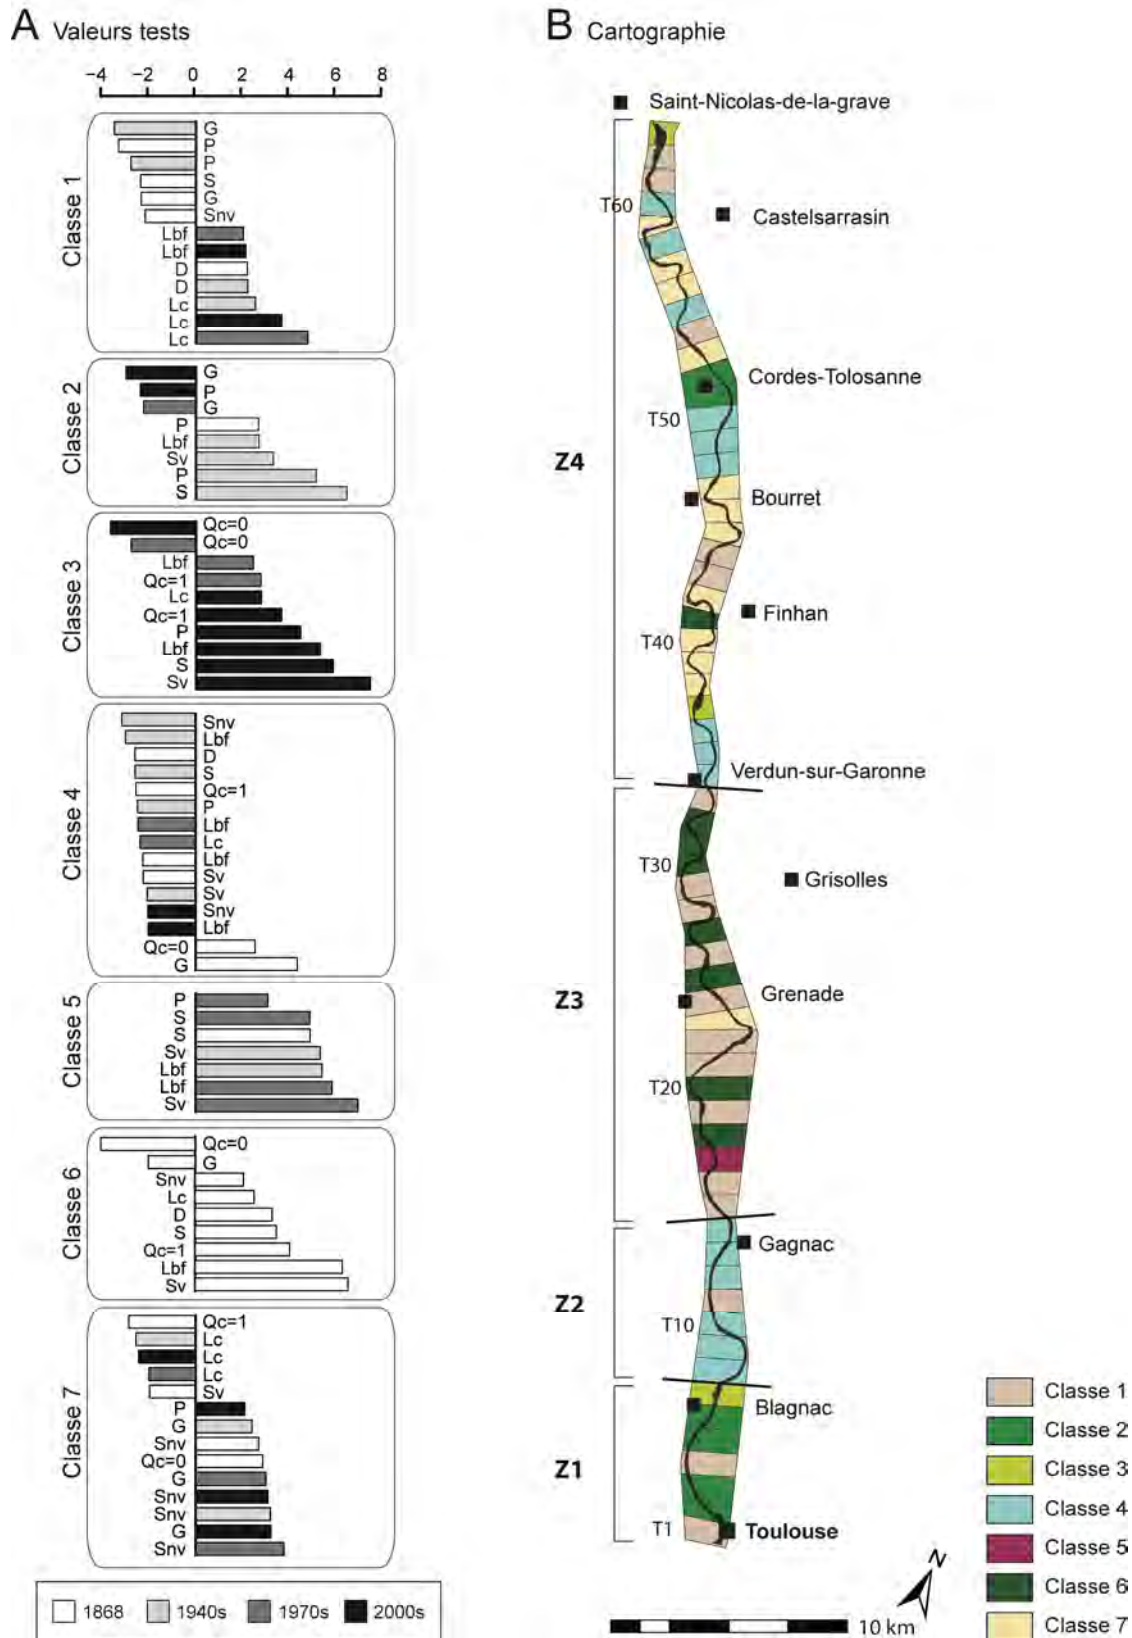 A Valeurs tests
−4 −2 0 2 4 6 8
Classe 1
G
P
P
S
G
Snv
Lbf
Lbf
D
D
Lc
Lc
Lc
Classe 2
G
P
G
P
Lbf
Sv
P
S
Classe 3
Qc=0
Qc=0
Lbf
Qc=1
Lc
Qc=1
P
Lbf
S
Sv
Classe 4
Snv
Lbf
D
S
Qc=1
P
Lbf
Lc
Lbf
Sv
Sv
Snv
Lbf
Qc=0
G
Classe 5
P
S
S
Sv
Lbf
Lbf
Sv
Classe 6
Qc=0
G
Snv
Lc
D
S
Qc=1
Lbf
Sv
Classe 7
Qc=1
Lc
Lc
Lc
Sv
P
G
Snv
Qc=0
G
Snv
Snv
G
Snv
1868 1940s 1970s 2000s
B Cartographie
Saint-Nicolas-de-la-grave
T60
Castelsarrasin
Cordes-Tolosanne
T50
Z4
Bourret
Finhan
T40
Verdun-sur-Garonne
T30
Grisolles
Z3
Grenade
T20
Gagnac
Z2
T10
Blagnac
Z1
T1
Toulouse
N
10 km
Classe 1
Classe 2
Classe 3
Classe 4
Classe 5
Classe 6
Classe 7